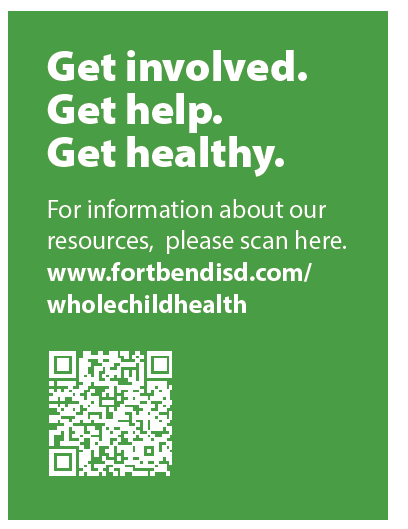 Get involved.
Get help.
Get healthy.
For information about our
resources,  please scan here.
www.fortbendisd.com/
wholechildhealth